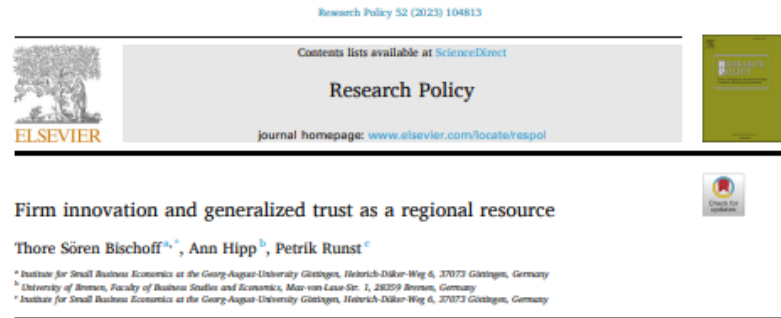 Research Policy 52 (2023) 104813
Contents lists available at ScienceDirect
Research Policy
journal homepage: www.elsevier.com/locate/respol
ELSEVIER
RESEARCH
POLICY
Check for
updates
Firm innovation and generalized trust as a regional resource
Thore Sören Bischoff a,*, Ann Hipp b, Petrik Runst c
a Institute for Small Business Economics at the Georg-August-University Göttingen, Heinrich-Düker-Weg 6, 37073 Göttingen, Germany
b University of Bremen, Faculty of Business Studies and Economics, Max-von-Laue-Str. 1, 28359 Bremen, Germany
c Institute for Small Business Economics at the Georg-August-University Göttingen, Heinrich-Düker-Weg 6, 37073 Göttingen, Germany